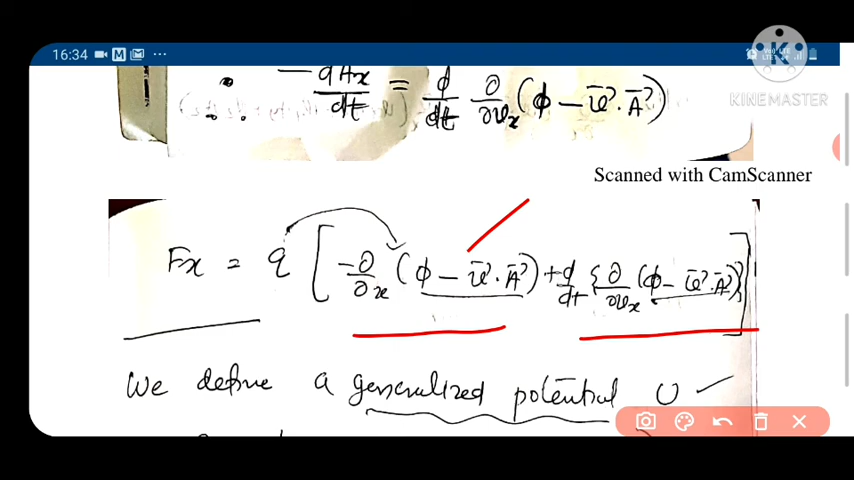 16:34 M ...
KINEMASTER
∴ - dAx/dt = d/dt ∂/∂vx (ϕ - v⃗·A⃗)
Scanned with CamScanner
Fx = q [ -∂/∂x (ϕ - v⃗·A⃗) + d/dt { ∂/∂vx (ϕ - v⃗·A⃗) } ]
We define a generalized potential U